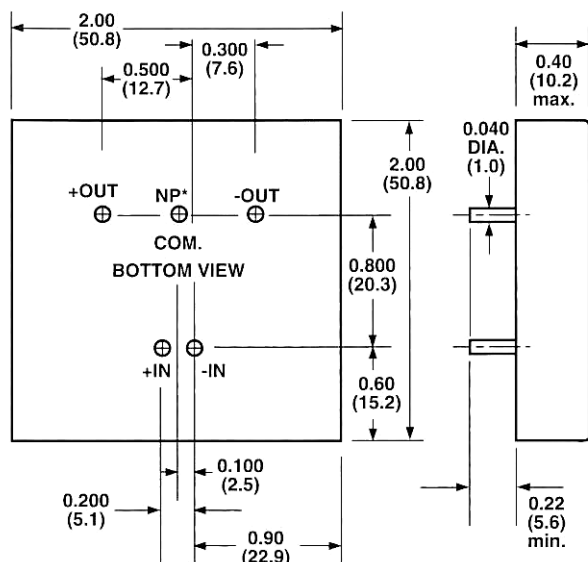 2.00
(50.8)
0.300
(7.6)
0.500
(12.7)
0.40
(10.2)
max.
0.040
DIA.
(1.0)
2.00
(50.8)
+OUT
NP*
-OUT
COM.
BOTTOM VIEW
0.800
(20.3)
+IN
-IN
0.60
(15.2)
0.100
(2.5)
0.200
(5.1)
0.90
(22.9)
0.22
(5.6)
min.